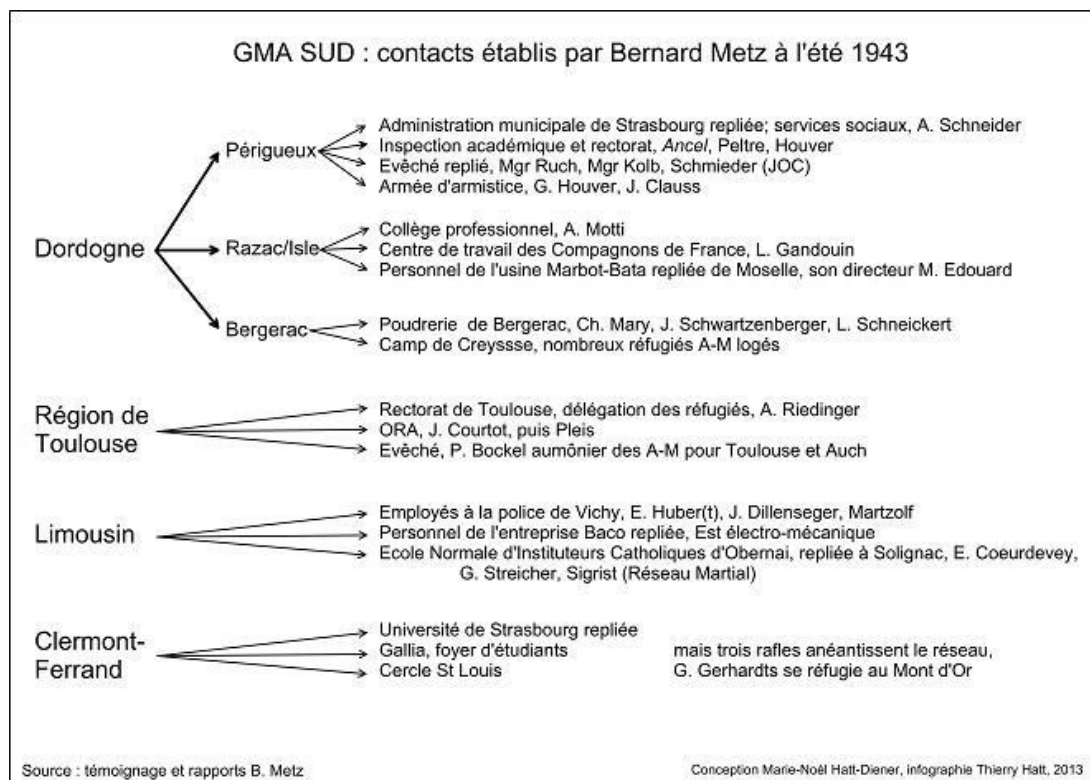 GMA SUD : contacts établis par Bernard Metz à l'été 1943
Dordogne
Périgueux
Administration municipale de Strasbourg repliée; services sociaux, A. Schneider
Inspection académique et rectorat, Ancel, Peltre, Houver
Evêché replié, Mgr Ruch, Mgr Kolb, Schmieder (JOC)
Armée d'armistice, G. Houver, J. Clauss
Razac/Isle
Collège professionnel, A. Motti
Centre de travail des Compagnons de France, L. Gandouin
Personnel de l'usine Marbot-Bata repliée de Moselle, son directeur M. Edouard
Bergerac
Poudrerie de Bergerac, Ch. Mary, J. Schwartzenberger, L. Schneickert
Camp de Creyssse, nombreux réfugiés A-M logés
Région de
Toulouse
Rectorat de Toulouse, délégation des réfugiés, A. Riedinger
ORA, J. Courtot, puis Pleis
Evêché, P. Bockel aumônier des A-M pour Toulouse et Auch
Limousin
Employés à la police de Vichy, E. Huber(t), J. Dillenseger, Martzolf
Personnel de l'entreprise Baco repliée, Est électro-mécanique
Ecole Normale d'Instituteurs Catholiques d'Obernai, repliée à Solignac, E. Coeurdevey,
G. Streicher, Sigrist (Réseau Martial)
Clermont-
Ferrand
Université de Strasbourg repliée
Gallia, foyer d'étudiants
Cercle St Louis
mais trois rafles anéantissent le réseau,
G. Gerhardts se réfugie au Mont d'Or
Source : témoignage et rapports B. Metz
Conception Marie-Noël Hatt-Diener, infographie Thierry Hatt, 2013